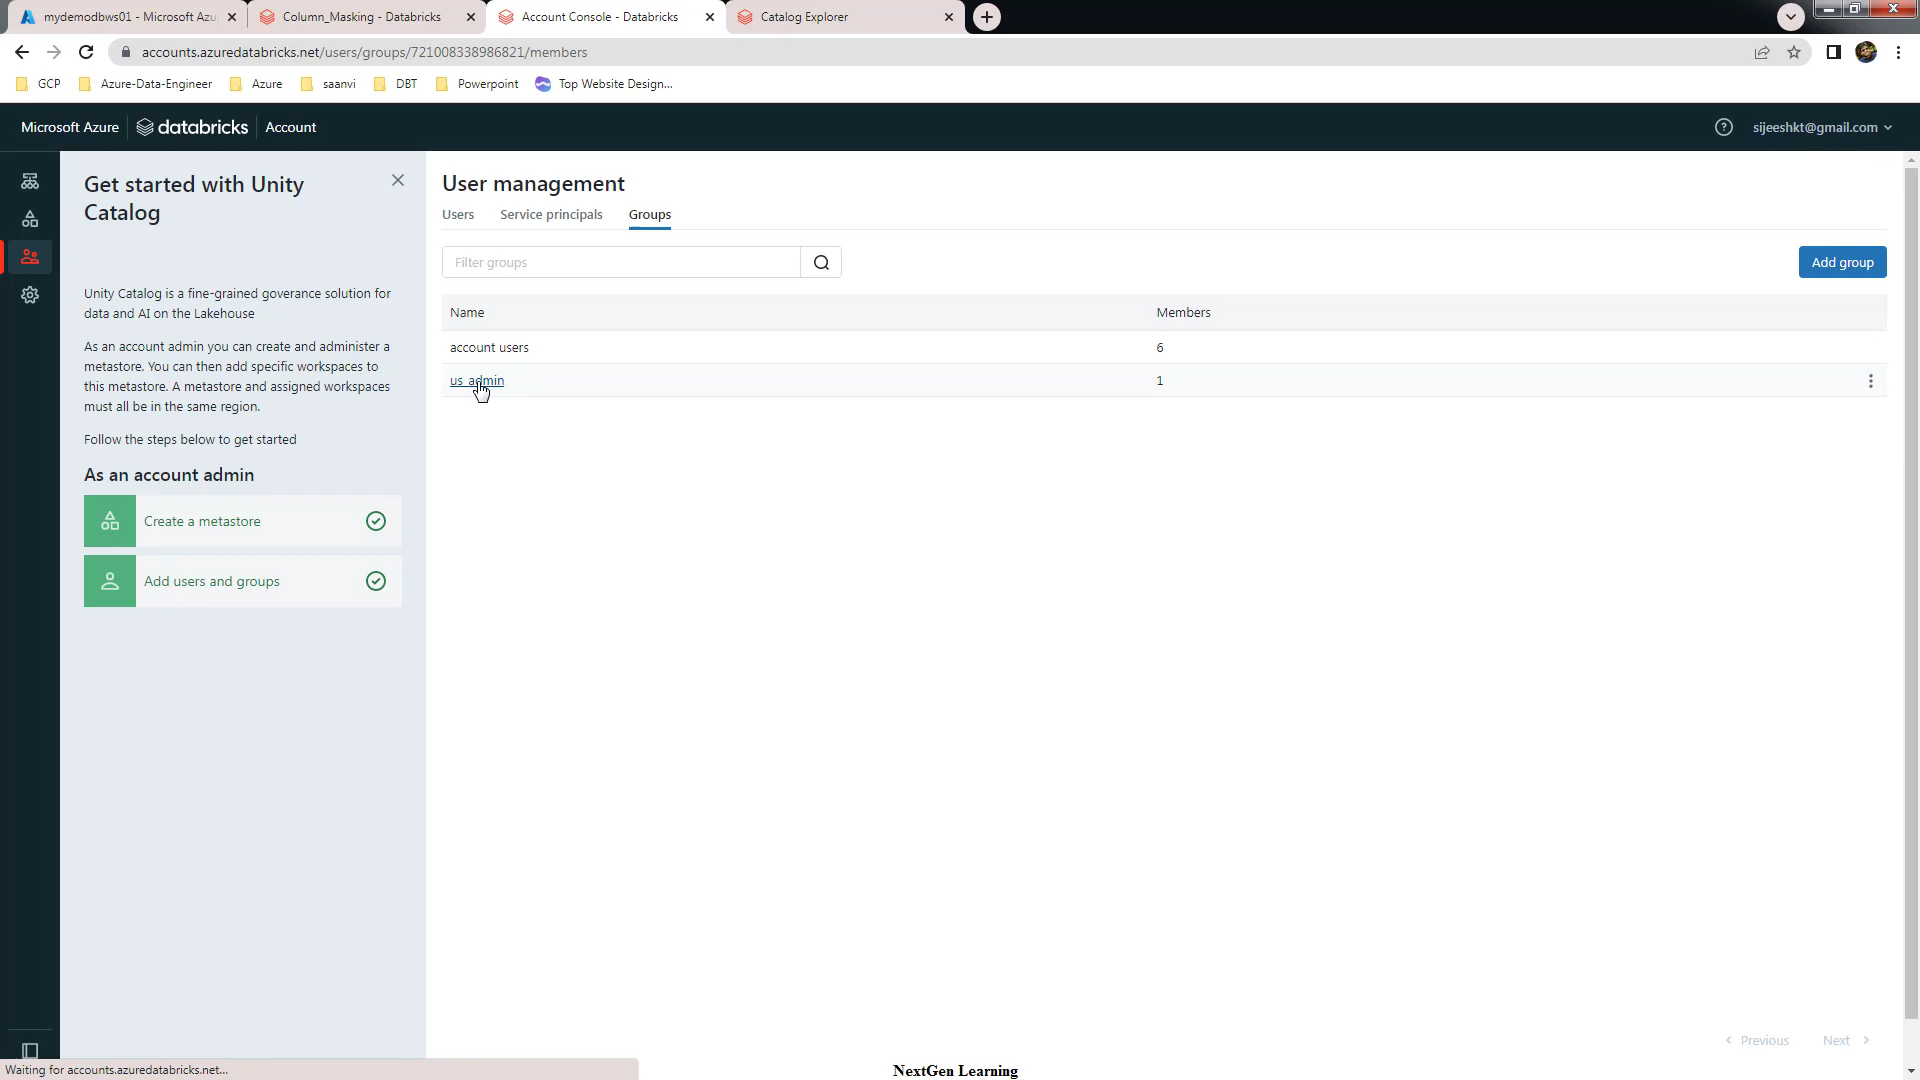 mydemodbws01 - Microsoft Azu
Column_Masking - Databricks
Account Console - Databricks
Catalog Explorer
accounts.azuredatabricks.net/users/groups/721008338986821/members
GCP
Azure-Data-Engineer
Azure
saanvi
DBT
Powerpoint
Top Website Design...
Microsoft Azure
databricks
Account
sijeeshkt@gmail.com
Get started with Unity
Catalog
Unity Catalog is a fine-grained goverance solution for
data and AI on the Lakehouse
As an account admin you can create and administer a
metastore. You can then add specific workspaces to
this metastore. A metastore and assigned workspaces
must all be in the same region.
Follow the steps below to get started
As an account admin
Create a metastore
Add users and groups
User management
Users
Service principals
Groups
Filter groups
Add group
Name
Members
account users
6
us_admin
1
Previous
Next
Waiting for accounts.azuredatabricks.net...
NextGen Learning